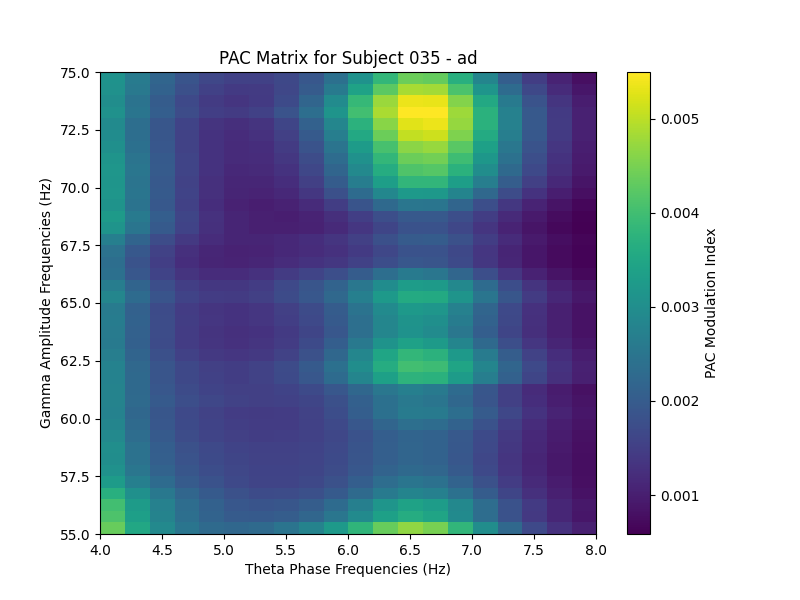 PAC Matrix for Subject 035 - ad
75.0
72.5
70.0
67.5
65.0
62.5
60.0
57.5
55.0
Gamma Amplitude Frequencies (Hz)
4.0 4.5 5.0 5.5 6.0 6.5 7.0 7.5 8.0
Theta Phase Frequencies (Hz)
0.005
0.004
0.003
0.002
0.001
PAC Modulation Index